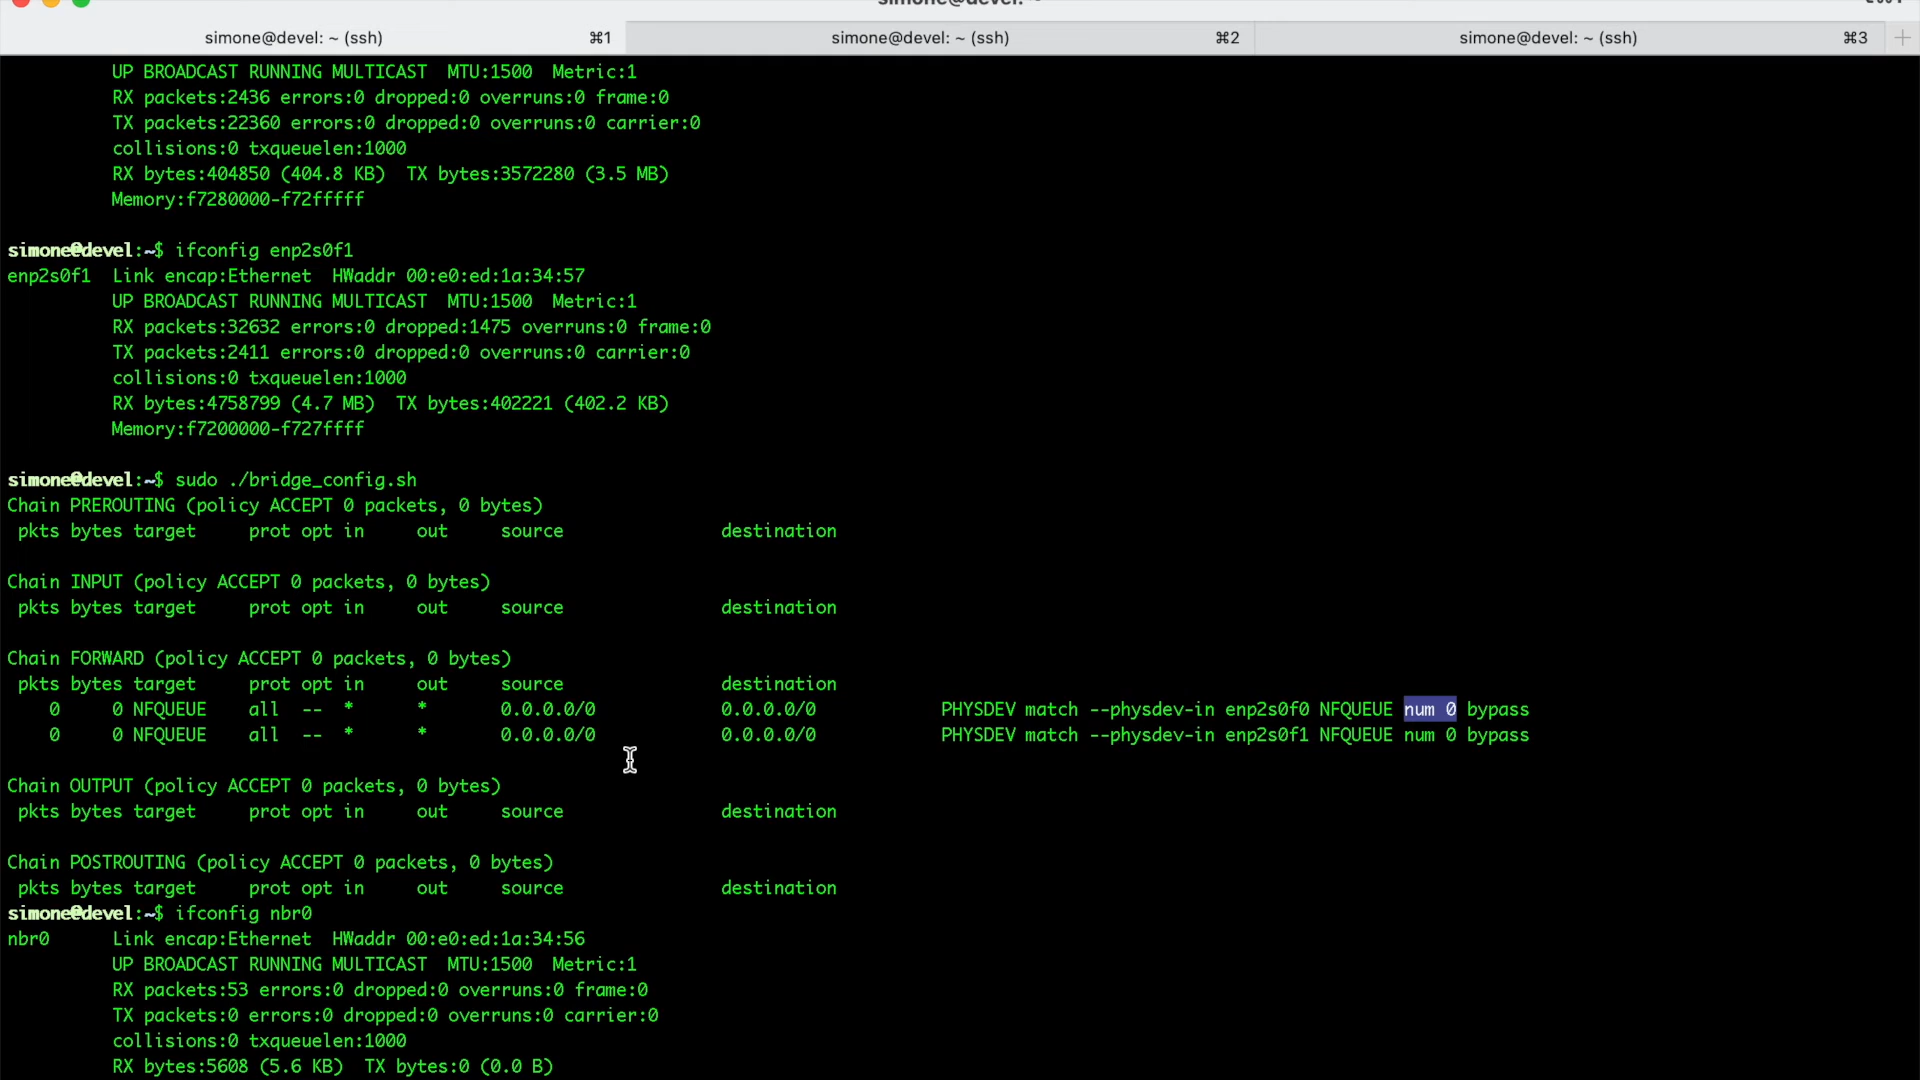 simone@devel: ~ (ssh) ⌘1 simone@devel: ~ (ssh) ⌘2 simone@devel: ~ (ssh) ⌘3
UP BROADCAST RUNNING MULTICAST  MTU:1500  Metric:1
RX packets:2436 errors:0 dropped:0 overruns:0 frame:0
TX packets:22360 errors:0 dropped:0 overruns:0 carrier:0
collisions:0 txqueuelen:1000
RX bytes:404850 (404.8 KB)  TX bytes:3572280 (3.5 MB)
Memory:f7280000-f72fffff
simone@devel:~$ ifconfig enp2s0f1
enp2s0f1  Link encap:Ethernet  HWaddr 00:e0:ed:1a:34:57
UP BROADCAST RUNNING MULTICAST  MTU:1500  Metric:1
RX packets:32632 errors:0 dropped:1475 overruns:0 frame:0
TX packets:2411 errors:0 dropped:0 overruns:0 carrier:0
collisions:0 txqueuelen:1000
RX bytes:4758799 (4.7 MB)  TX bytes:402221 (402.2 KB)
Memory:f7200000-f727ffff
simone@devel:~$ sudo ./bridge_config.sh
Chain PREROUTING (policy ACCEPT 0 packets, 0 bytes)
pkts bytes target     prot opt in     out     source               destination
Chain INPUT (policy ACCEPT 0 packets, 0 bytes)
pkts bytes target     prot opt in     out     source               destination
Chain FORWARD (policy ACCEPT 0 packets, 0 bytes)
pkts bytes target     prot opt in     out     source               destination
0     0 NFQUEUE    all  --  *      *       0.0.0.0/0            0.0.0.0/0            PHYSDEV match --physdev-in enp2s0f0 NFQUEUE num 0 bypass
0     0 NFQUEUE    all  --  *      *       0.0.0.0/0            0.0.0.0/0            PHYSDEV match --physdev-in enp2s0f1 NFQUEUE num 0 bypass
Chain OUTPUT (policy ACCEPT 0 packets, 0 bytes)
pkts bytes target     prot opt in     out     source               destination
Chain POSTROUTING (policy ACCEPT 0 packets, 0 bytes)
pkts bytes target     prot opt in     out     source               destination
simone@devel:~$ ifconfig nbr0
nbr0      Link encap:Ethernet  HWaddr 00:e0:ed:1a:34:56
UP BROADCAST RUNNING MULTICAST  MTU:1500  Metric:1
RX packets:53 errors:0 dropped:0 overruns:0 frame:0
TX packets:0 errors:0 dropped:0 overruns:0 carrier:0
collisions:0 txqueuelen:1000
RX bytes:5608 (5.6 KB)  TX bytes:0 (0.0 B)